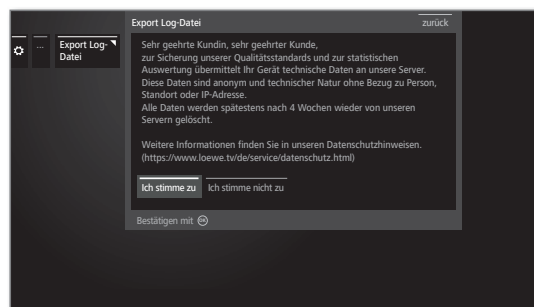 Export Log-Datei
zurück
...
Export Log-
Datei
Sehr geehrte Kundin, sehr geehrter Kunde,
zur Sicherung unserer Qualitätsstandards und zur statistischen
Auswertung übermittelt Ihr Gerät technische Daten an unsere Server.
Diese Daten sind anonym und technischer Natur ohne Bezug zu Person,
Standort oder IP-Adresse.
Alle Daten werden spätestens nach 4 Wochen wieder von unseren
Servern gelöscht.
Weitere Informationen finden Sie in unseren Datenschutzhinweisen.
(https://www.loewe.tv/de/service/datenschutz.html)
Ich stimme zu
Ich stimme nicht zu
Bestätigen mit OK